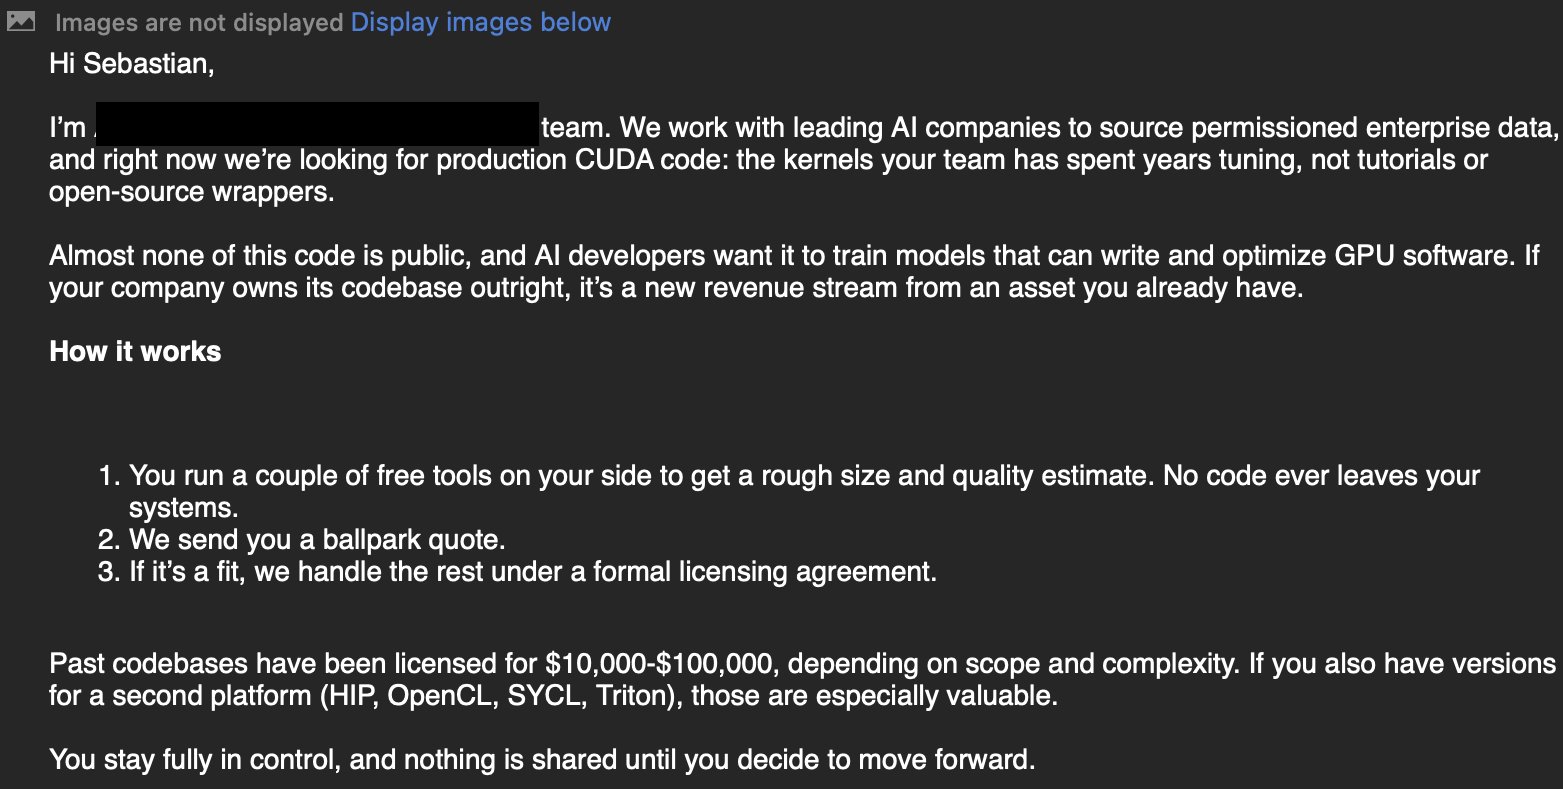 Images are not displayed Display images below
Hi Sebastian,
I’m team. We work with leading AI companies to source permissioned enterprise data,
and right now we’re looking for production CUDA code: the kernels your team has spent years tuning, not tutorials or
open-source wrappers.
Almost none of this code is public, and AI developers want it to train models that can write and optimize GPU software. If
your company owns its codebase outright, it’s a new revenue stream from an asset you already have.
How it works
1. You run a couple of free tools on your side to get a rough size and quality estimate. No code ever leaves your
systems.
2. We send you a ballpark quote.
3. If it’s a fit, we handle the rest under a formal licensing agreement.
Past codebases have been licensed for $10,000-$100,000, depending on scope and complexity. If you also have versions
for a second platform (HIP, OpenCL, SYCL, Triton), those are especially valuable.
You stay fully in control, and nothing is shared until you decide to move forward.